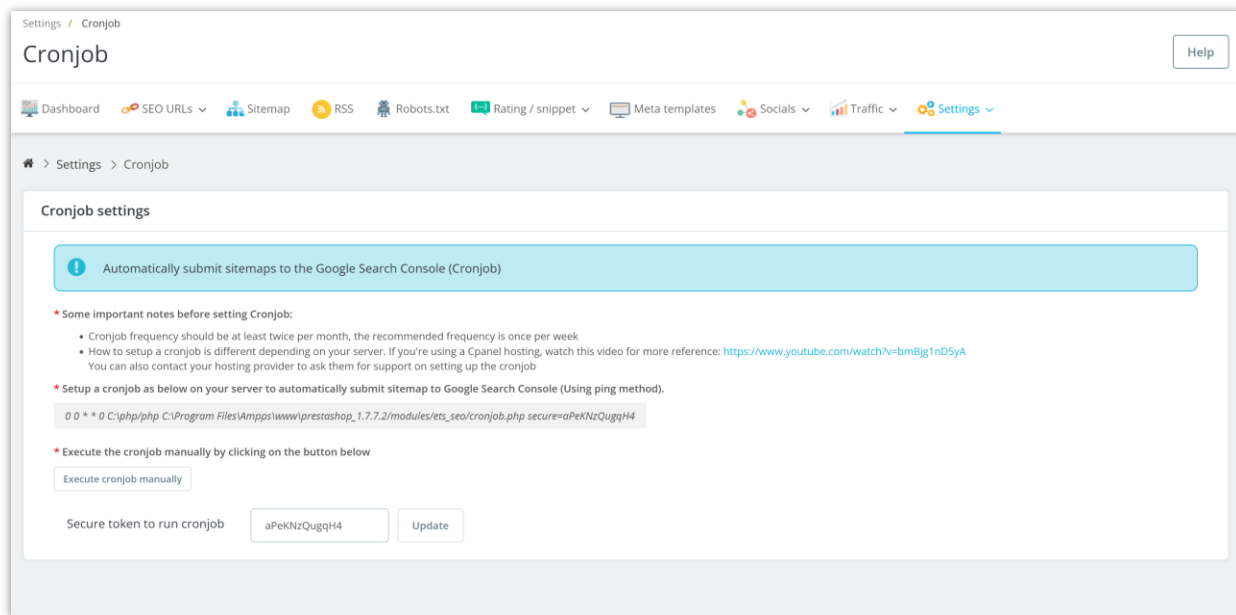 Settings / Cronjob
Cronjob
Help
Dashboard SEO URLs Sitemap RSS Robots.txt Rating / snippet Meta templates Socials Traffic Settings
> Settings > Cronjob
Cronjob settings
Automatically submit sitemaps to the Google Search Console (Cronjob)
* Some important notes before setting Cronjob:
• Cronjob frequency should be at least twice per month, the recommended frequency is once per week
• How to setup a cronjob is different depending on your server. If you're using a Cpanel hosting, watch this video for more reference: https://www.youtube.com/watch?v=bmBjg1nD5yA
You can also contact your hosting provider to ask them for support on setting up the cronjob
* Setup a cronjob as below on your server to automatically submit sitemap to Google Search Console (Using ping method).
0 0 * * 0 C:\php/php C:\Program Files\Ampps\www\prestashop_1.7.7.2/modules/ets_seo/cronjob.php secure=aPeKNzQugqH4
* Execute the cronjob manually by clicking on the button below
Execute cronjob manually
Secure token to run cronjob aPeKNzQugqH4 Update